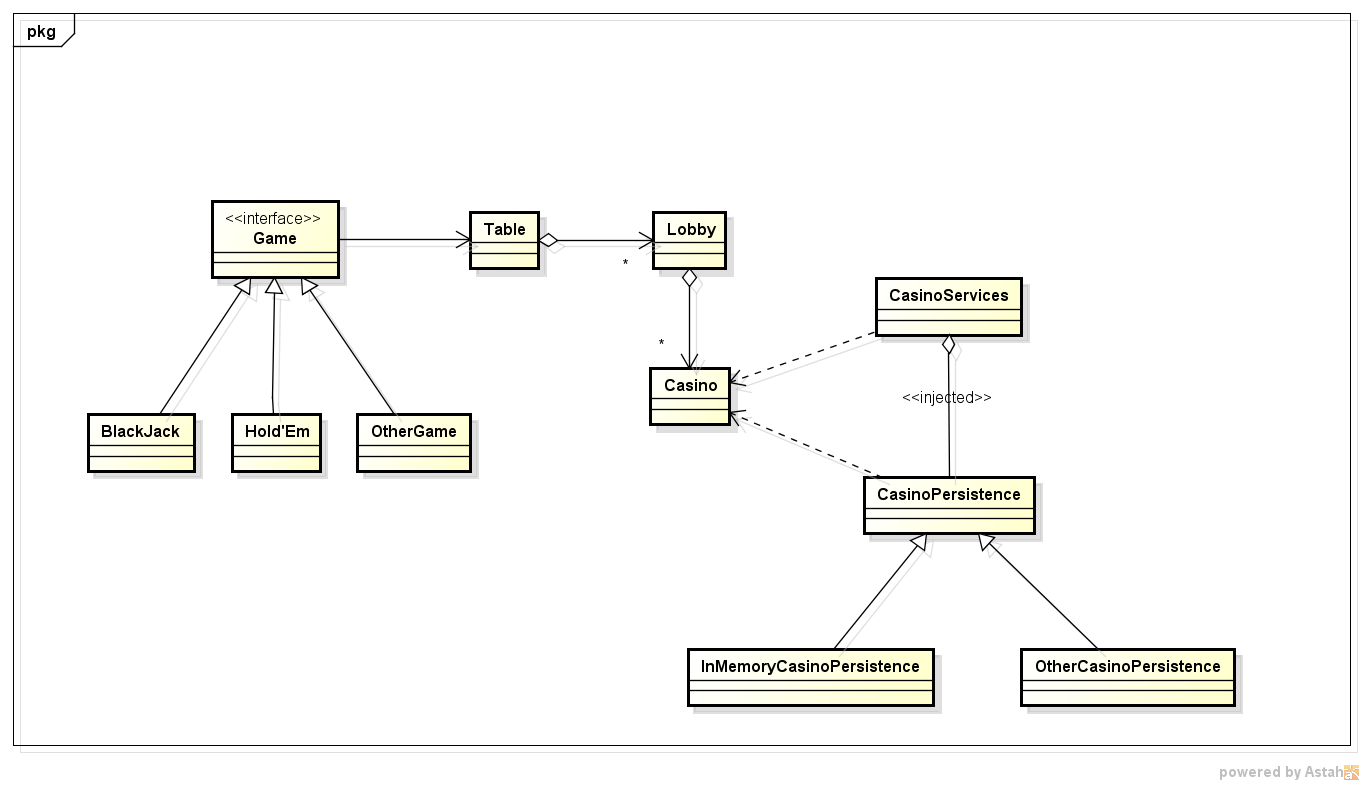 pkg
<<interface>>
Game
Table
Lobby
*
CasinoServices
*
Casino
<<injected>>
BlackJack
Hold'Em
OtherGame
CasinoPersistence
InMemoryCasinoPersistence
OtherCasinoPersistence
powered by Astah